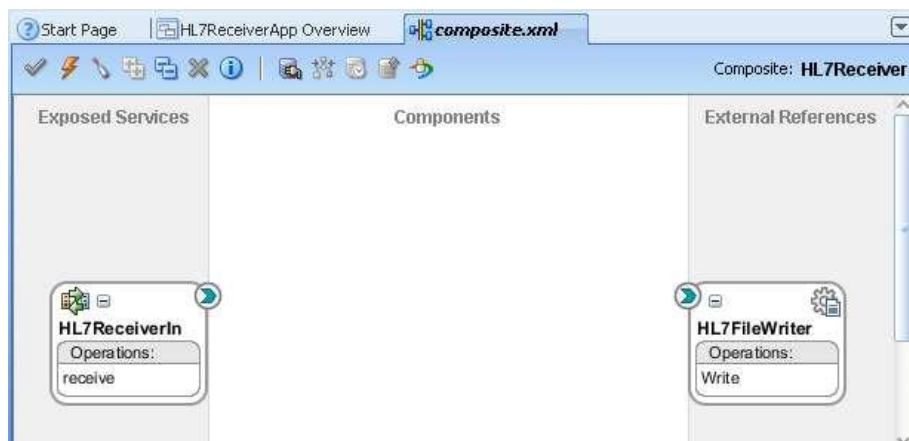 Start Page HL7ReceiverApp Overview composite.xml
Composite: HL7Receiver
Exposed Services Components External References
HL7ReceiverIn HL7FileWriter
Operations: Operations:
receive Write